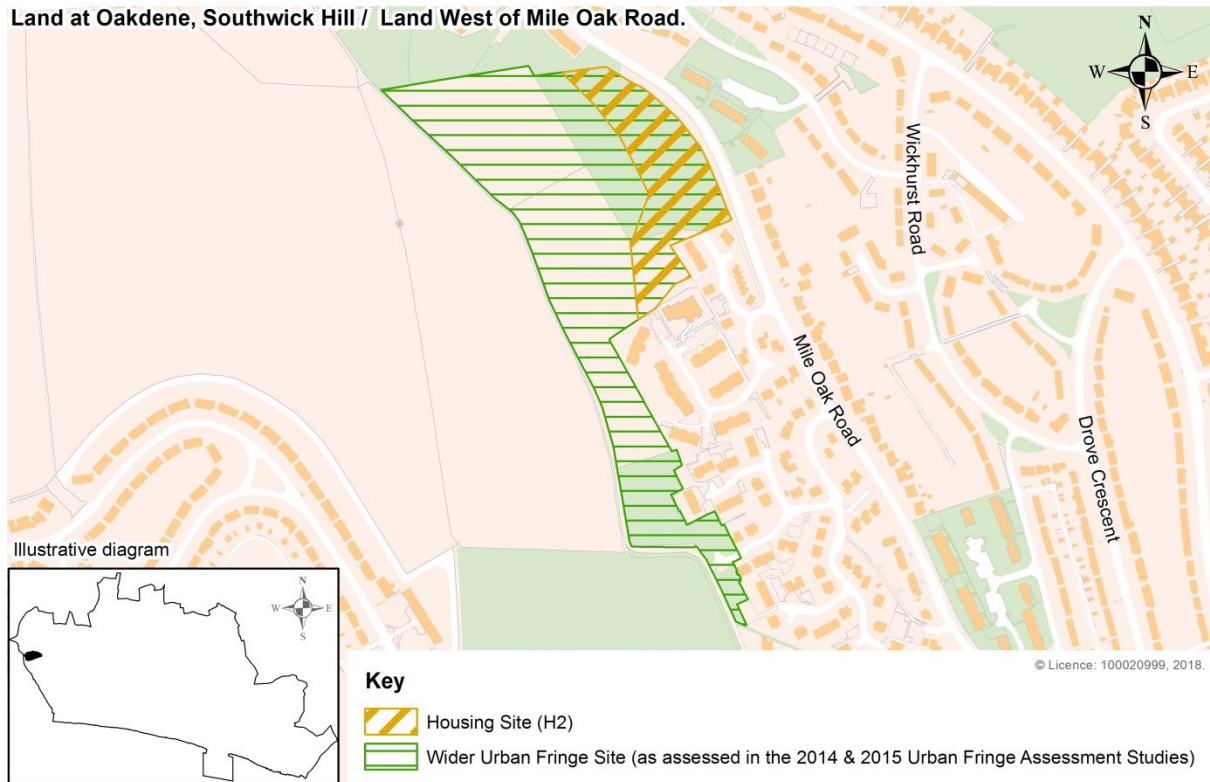 Land at Oakdene, Southwick Hill / Land West of Mile Oak Road.
N
W E
S
Wickhurst Road
Mile Oak Road
Drove Crescent
Illustrative diagram
N
W E
S
© Licence: 100020999, 2018.
Key
Housing Site (H2)
Wider Urban Fringe Site (as assessed in the 2014 & 2015 Urban Fringe Assessment Studies)